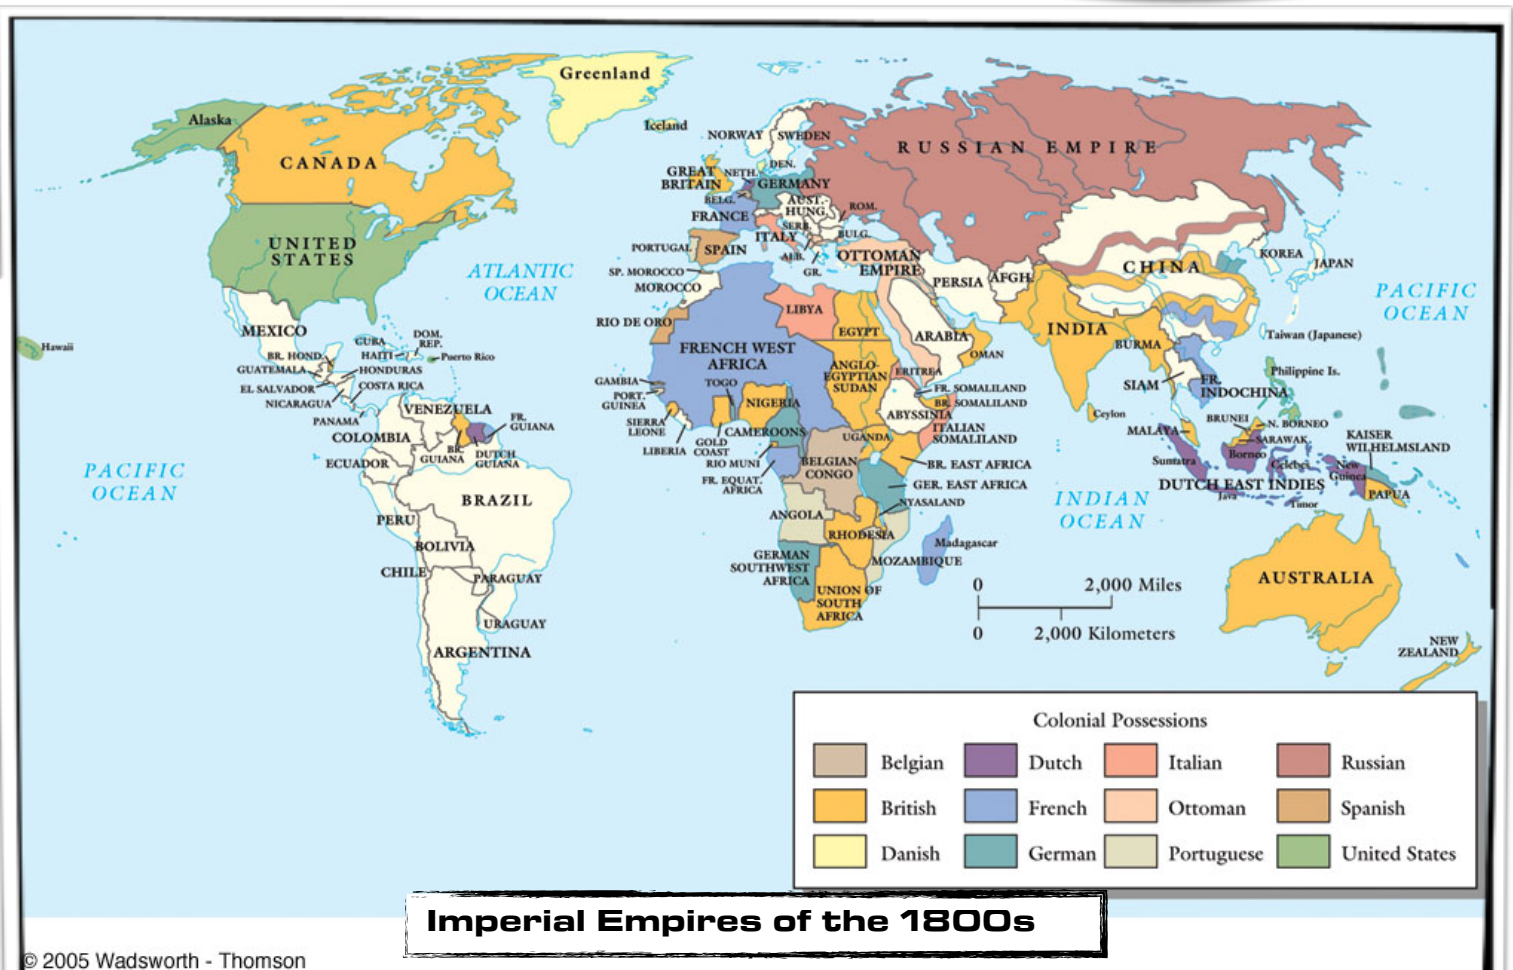 Greenland
Alaska
Iceland
NORWAY
SWEDEN
RUSSIAN EMPIRE
CANADA
DEN.
GREAT
BRITAIN
NETH.
GERMANY
BELG.
AUST.-
HUNG.
ROM.
FRANCE
SERB.
BULG.
ITALY
UNITED
STATES
PORTUGAL
SPAIN
ALB.
GR.
OTTOMAN
EMPIRE
KOREA
JAPAN
CHINA
ATLANTIC
OCEAN
SP. MOROCCO
MOROCCO
PERSIA
AFGH.
PACIFIC
OCEAN
RIO DE ORO
LIBYA
EGYPT
ARABIA
INDIA
BURMA
Taiwan (Japanese)
MEXICO
Hawaii
CUBA
DOM.
REP.
HAITI
Puerto Rico
BR. HOND.
GUATEMALA
HONDURAS
EL SALVADOR
COSTA RICA
NICARAGUA
PANAMA
FRENCH WEST
AFRICA
ANGLO-
EGYPTIAN
SUDAN
OMAN
ERITREA
FR. SOMALILAND
BR. SOMALILAND
ABYSSINIA
ITALIAN
SOMALILAND
SIAM
FR.
INDOCHINA
Philippine Is.
Ceylon
GAMBIA
PORT.
GUINEA
TOGO
NIGERIA
SIERRA
LEONE
LIBERIA
GOLD
COAST
CAMEROONS
UGANDA
VENEZUELA
FR.
GUIANA
COLOMBIA
BR.
GUIANA
DUTCH
GUIANA
ECUADOR
BRUNEI
N. BORNEO
MALAYA
SARAWAK
KAISER
WILHELMSLAND
Sumatra
Borneo
Celebes
New
Guinea
DUTCH EAST INDIES
Java
Timor
PAPUA
RIO MUNI
FR. EQUAT.
AFRICA
BELGIAN
CONGO
BR. EAST AFRICA
GER. EAST AFRICA
NYASALAND
PACIFIC
OCEAN
BRAZIL
PERU
BOLIVIA
CHILE
PARAGUAY
URAGUAY
ARGENTINA
ANGOLA
RHODESIA
MOZAMBIQUE
Madagascar
GERMAN
SOUTHWEST
AFRICA
UNION OF
SOUTH
AFRICA
INDIAN
OCEAN
0 2,000 Miles
0 2,000 Kilometers
AUSTRALIA
NEW
ZEALAND
Colonial Possessions
Belgian Dutch Italian Russian
British French Ottoman Spanish
Danish German Portuguese United States
Imperial Empires of the 1800s
© 2005 Wadsworth - Thomson